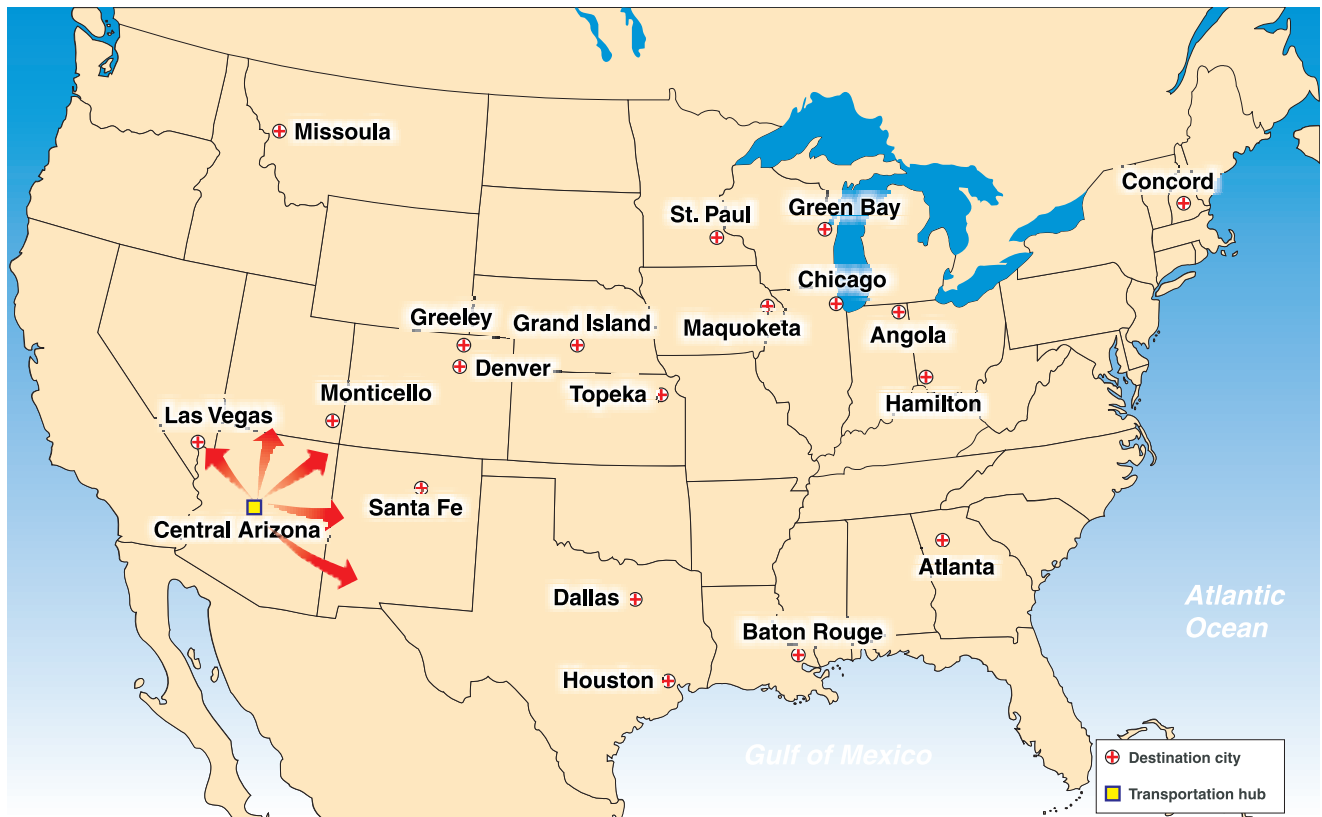 Missoula
Concord
St. Paul
Green Bay
Chicago
Greeley
Grand Island
Maquoketa
Angola
Denver
Monticello
Topeka
Hamilton
Las Vegas
Santa Fe
Central Arizona
Atlanta
Dallas
Atlantic
Ocean
Baton Rouge
Houston
Gulf of Mexico
Destination city
Transportation hub